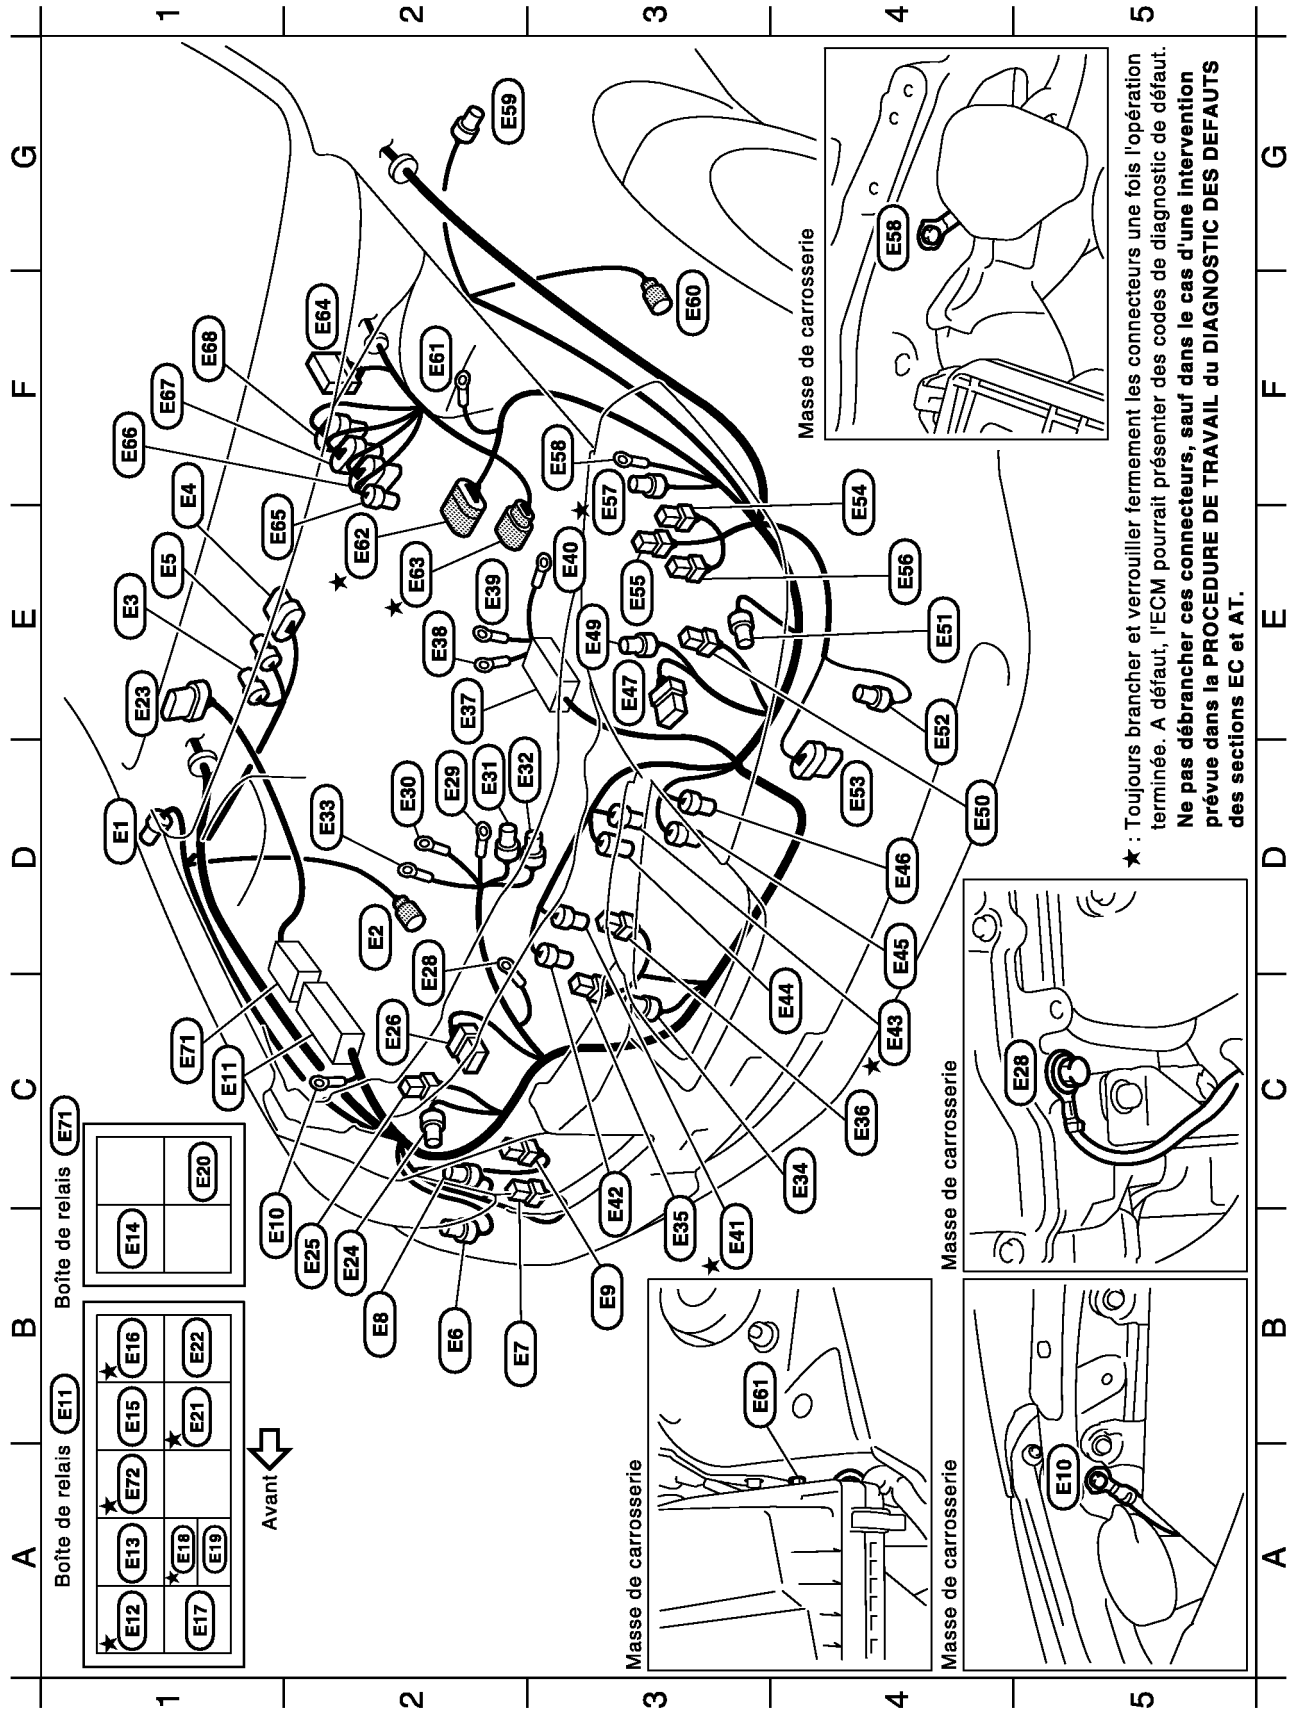 A B C D E F G
1
2
3
4
5
Boîte de relais E11
★ E12
E13
★ E72
E15
★ E16
E17
★ E18
E19
★ E21
E22
Avant
Boîte de relais E71
E14
E20
E71
E11
E1
E23
E3
E5
E4
E66
E67
E68
E64
E65
★ E62
★ E63
E61
E59
E60
E33
E2
E30
E29
E31
E32
E28
E26
E10
E25
E24
E8
E6
E7
E9
E37
E38
E39
E40
★ E57
E58
E49
E47
E55
E54
E56
E51
E52
E53
E50
E46
E45
★ E43
E44
E36
E34
★ E41
E35
E42
Masse de carrosserie
E61
Masse de carrosserie
E10
Masse de carrosserie
E28
Masse de carrosserie
E58
★ : Toujours brancher et verrouiller fermement les connecteurs une fois l'opération
terminée. A défaut, l'ECM pourrait présenter des codes de diagnostic de défaut.
Ne pas débrancher ces connecteurs, sauf dans le cas d'une intervention
prévue dans la PROCEDURE DE TRAVAIL du DIAGNOSTIC DES DEFAUTS
des sections EC et AT.
1
2
3
4
5
A B C D E F G